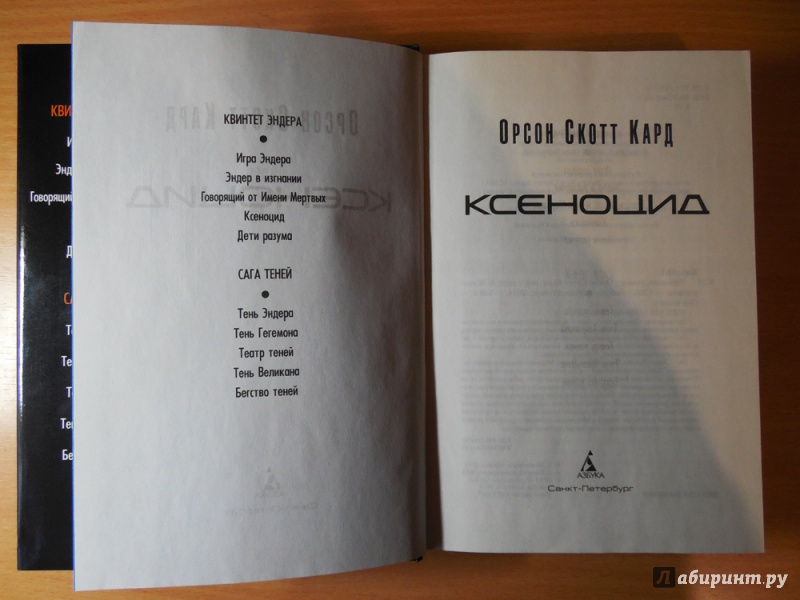 КВИНТЕТ ЭНДЕРА
Игра Эндера
Эндер в изгнании
Говорящий от Имени Мертвых
Ксеноцид
Дети разума
САГА ТЕНЕЙ
Тень Эндера
Тень Гегемона
Театр теней
Тень Великана
Бегство теней
Орсон Скотт Кард
КСЕНОЦИД
АЗБУКА
Санкт-Петербург
Лабиринт.ру